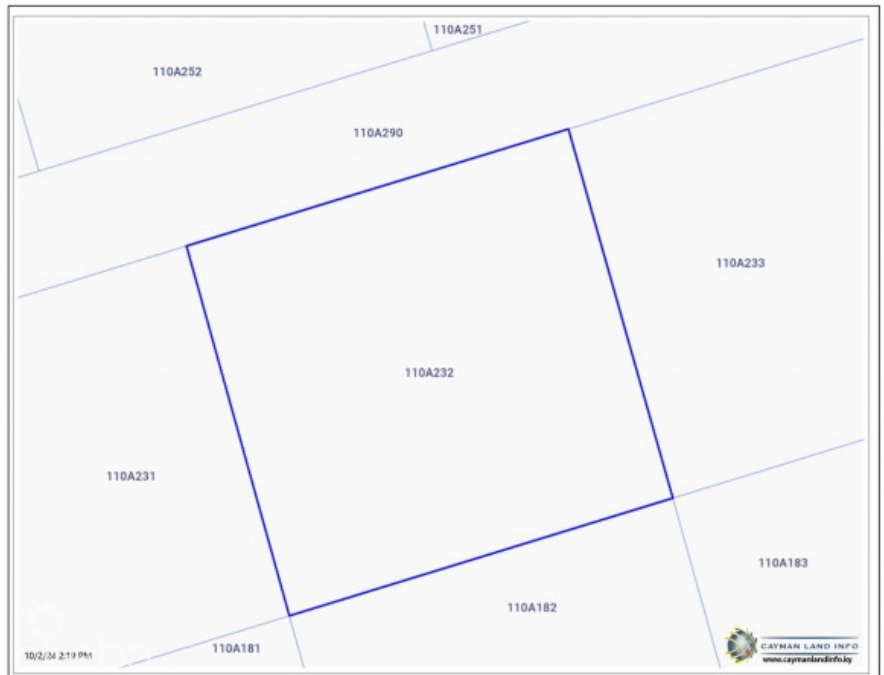 110A251
110A252
110A290
110A233
110A232
110A231
110A183
110A182
110A181
10/2/24 2:19 PM
CAYMAN LAND INFO
www.caymanlandinfo.ky